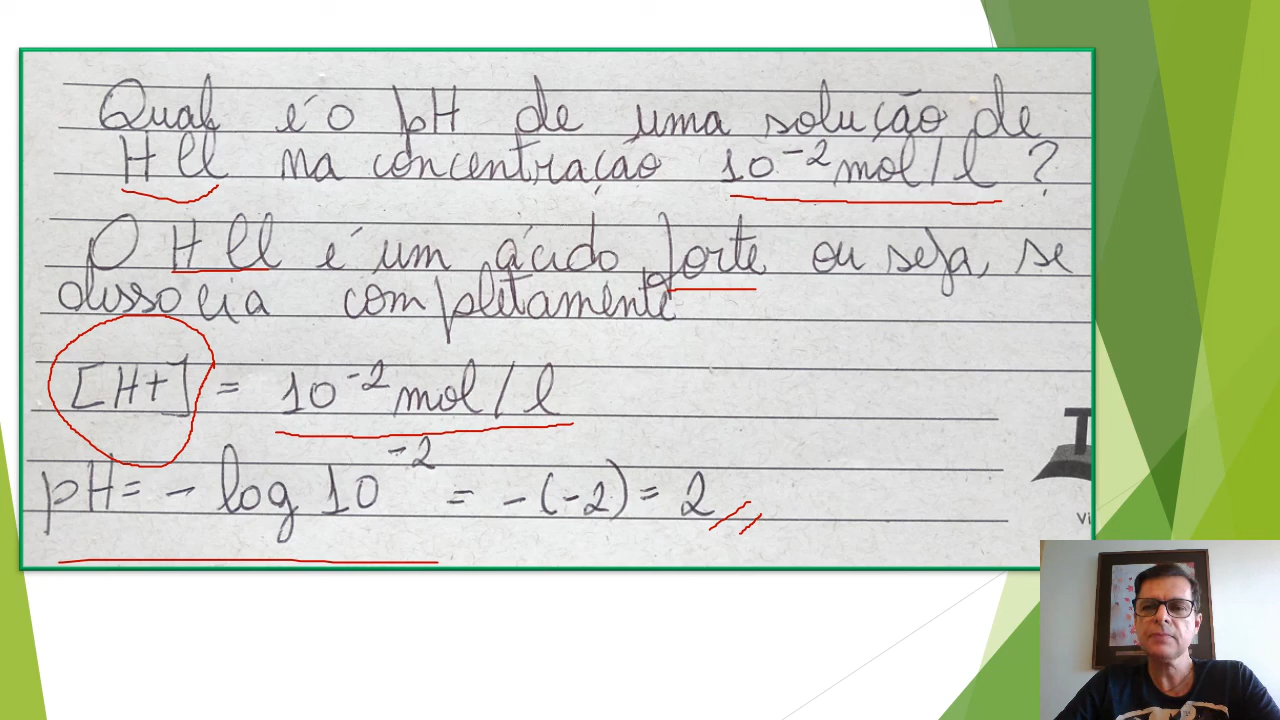 Qual é o pH de uma solução de
HCl na concentração 10⁻² mol/l ?
O HCl é um ácido forte ou seja, se
dissocia completamente
[H+] = 10⁻² mol/l
pH = - log 10⁻² = - (-2) = 2
T
Vi